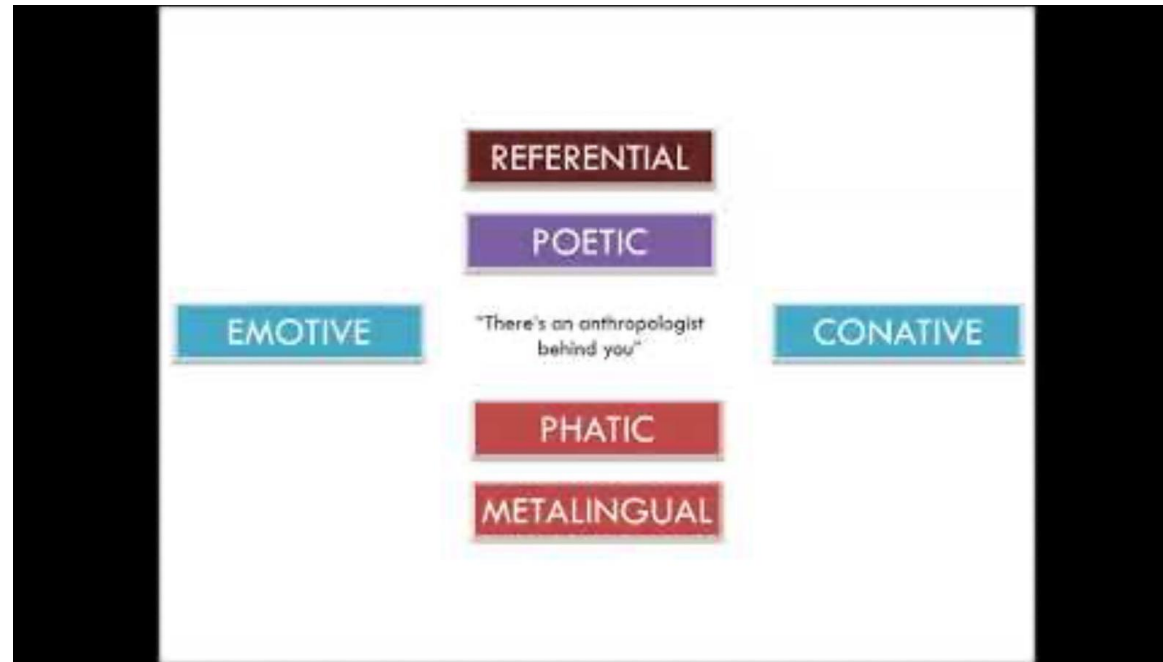 REFERENTIAL
POETIC
EMOTIVE
"There's an anthropologist
behind you"
CONATIVE
PHATIC
METALINGUAL